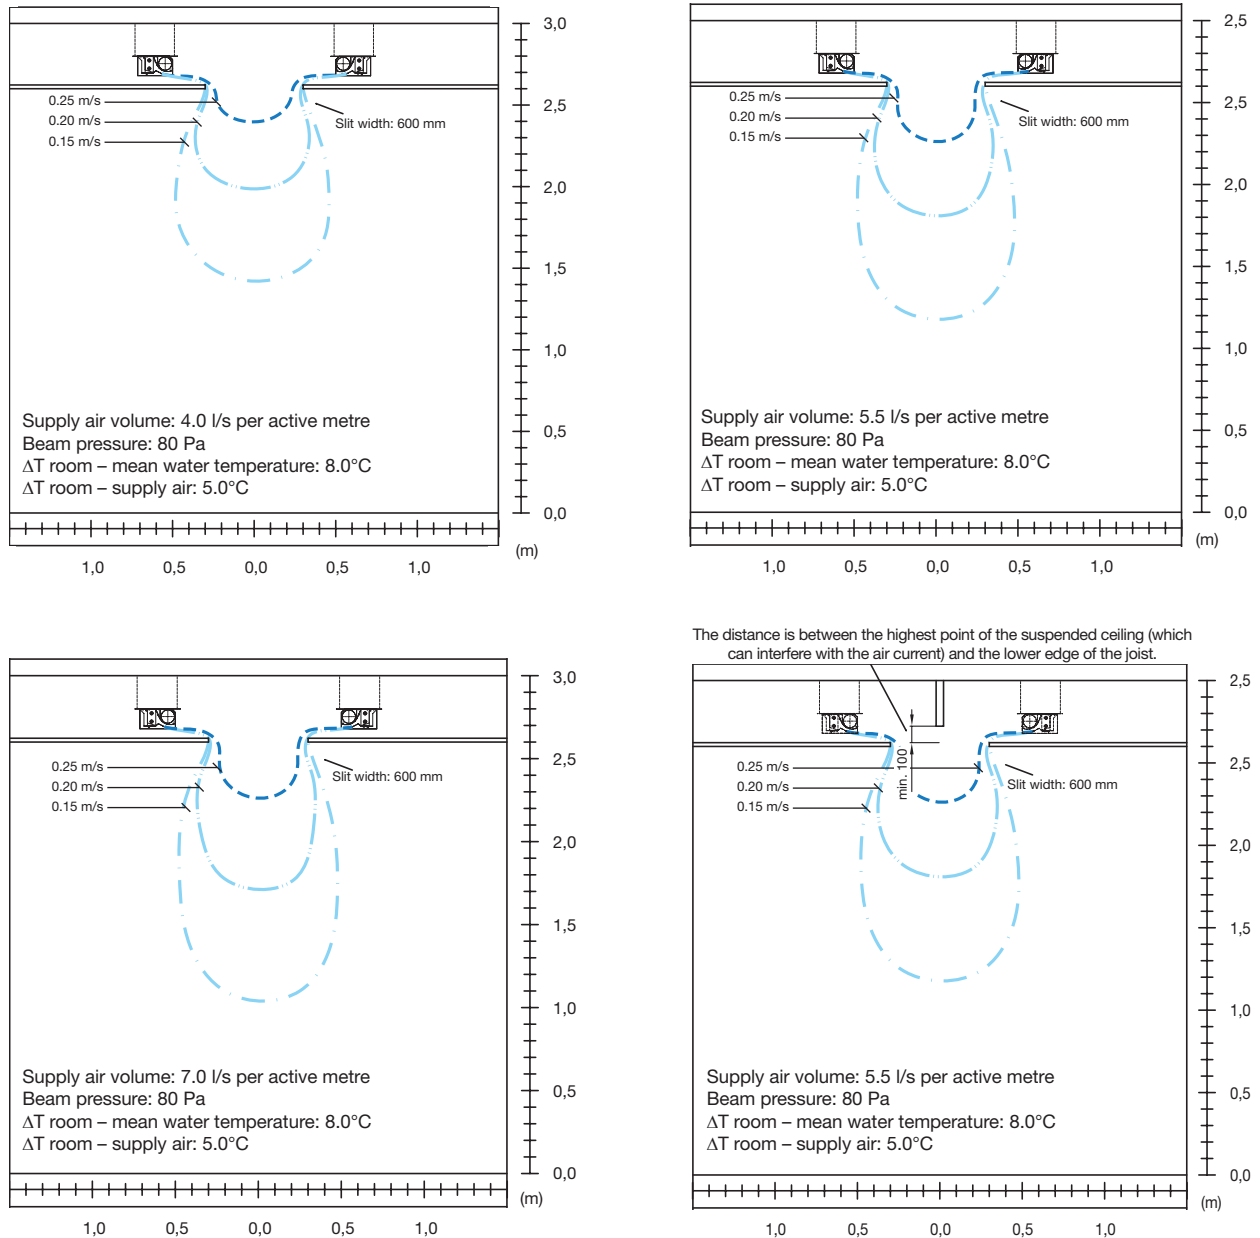 3,0
2,5
2,0
1,5
1,0
0,5
0,0
(m)
0.25 m/s
0.20 m/s
0.15 m/s
Slit width: 600 mm
Supply air volume: 4.0 l/s per active metre
Beam pressure: 80 Pa
ΔT room – mean water temperature: 8.0°C
ΔT room – supply air: 5.0°C
1,0 0,5 0,0 0,5 1,0
2,5
2,5
2,0
1,5
1,0
0,5
0,0
(m)
0.25 m/s
0.20 m/s
0.15 m/s
Slit width: 600 mm
Supply air volume: 5.5 l/s per active metre
Beam pressure: 80 Pa
ΔT room – mean water temperature: 8.0°C
ΔT room – supply air: 5.0°C
1,0 0,5 0,0 0,5 1,0
3,0
2,5
2,0
1,5
1,0
0,5
0,0
(m)
0.25 m/s
0.20 m/s
0.15 m/s
Slit width: 600 mm
Supply air volume: 7.0 l/s per active metre
Beam pressure: 80 Pa
ΔT room – mean water temperature: 8.0°C
ΔT room – supply air: 5.0°C
1,0 0,5 0,0 0,5 1,0
The distance is between the highest point of the suspended ceiling (which
can interfere with the air current) and the lower edge of the joist.
2,5
2,5
2,0
1,5
1,0
0,5
0,0
(m)
0.25 m/s
0.20 m/s
0.15 m/s
min. 100
Slit width: 600 mm
Supply air volume: 5.5 l/s per active metre
Beam pressure: 80 Pa
ΔT room – mean water temperature: 8.0°C
ΔT room – supply air: 5.0°C
1,0 0,5 0,0 0,5 1,0